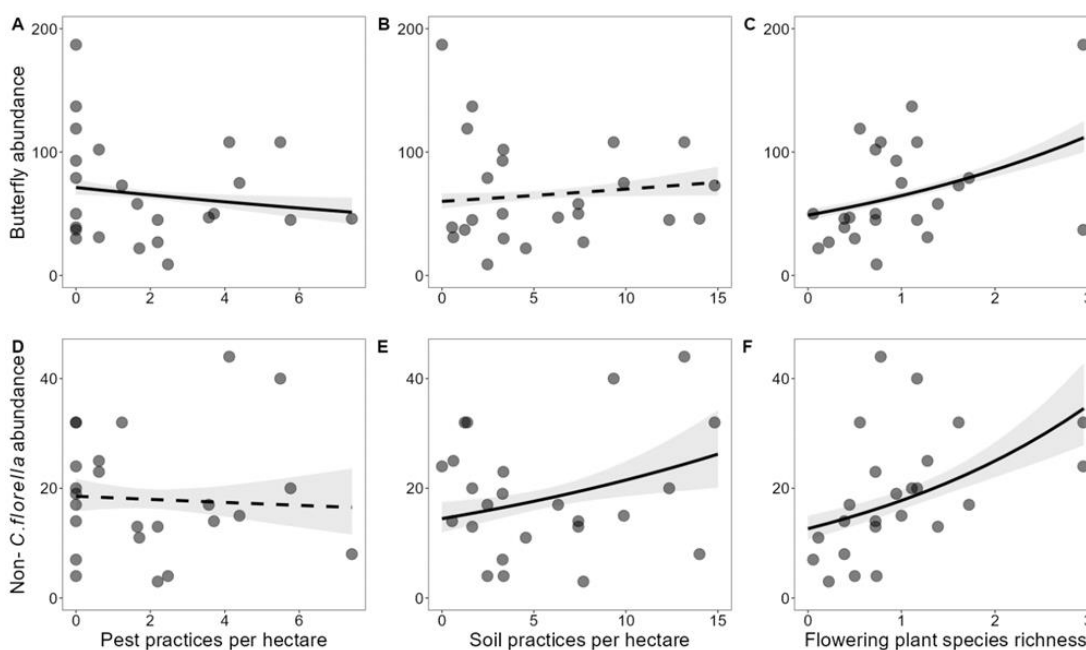 A B C
200 200 200
Butterfly abundance
100 100 100
0 0 0
0 2 4 6 0 5 10 15 0 1 2 3
D E F
Non- C.florella abundance
40 40 40
20 20 20
0 0 0
0 2 4 6 0 5 10 15 0 1 2 3
Pest practices per hectare Soil practices per hectare Flowering plant species richness